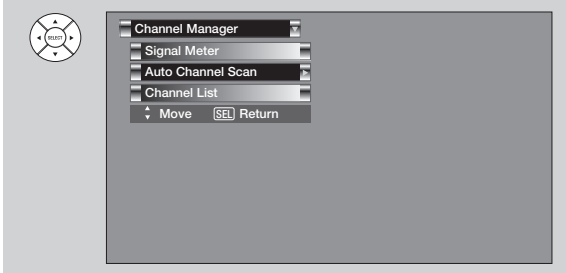 SELECT
Channel Manager
Signal Meter
Auto Channel Scan
Channel List
Move SEL Return